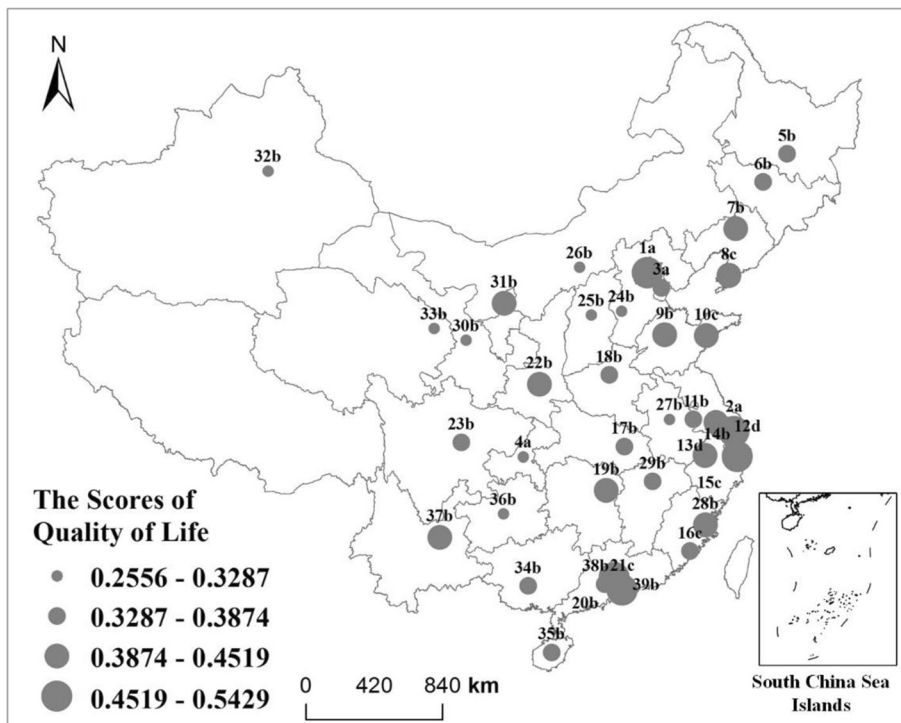 N
5b
6b
32b
7b
1a
26b
8c
3a
31b
25b
24b
33b
9b
10c
30b
18b
22b
27b
11b
2a
12d
23b
17b
14b
4a
13d
19b
29b
15c
The Scores of
Quality of Life
36b
28b
37b
16c
0.2556 - 0.3287
34b
38b
21c
39b
0.3287 - 0.3874
20b
35b
0.3874 - 0.4519
0.4519 - 0.5429
0
420
840 km
South China Sea
Islands